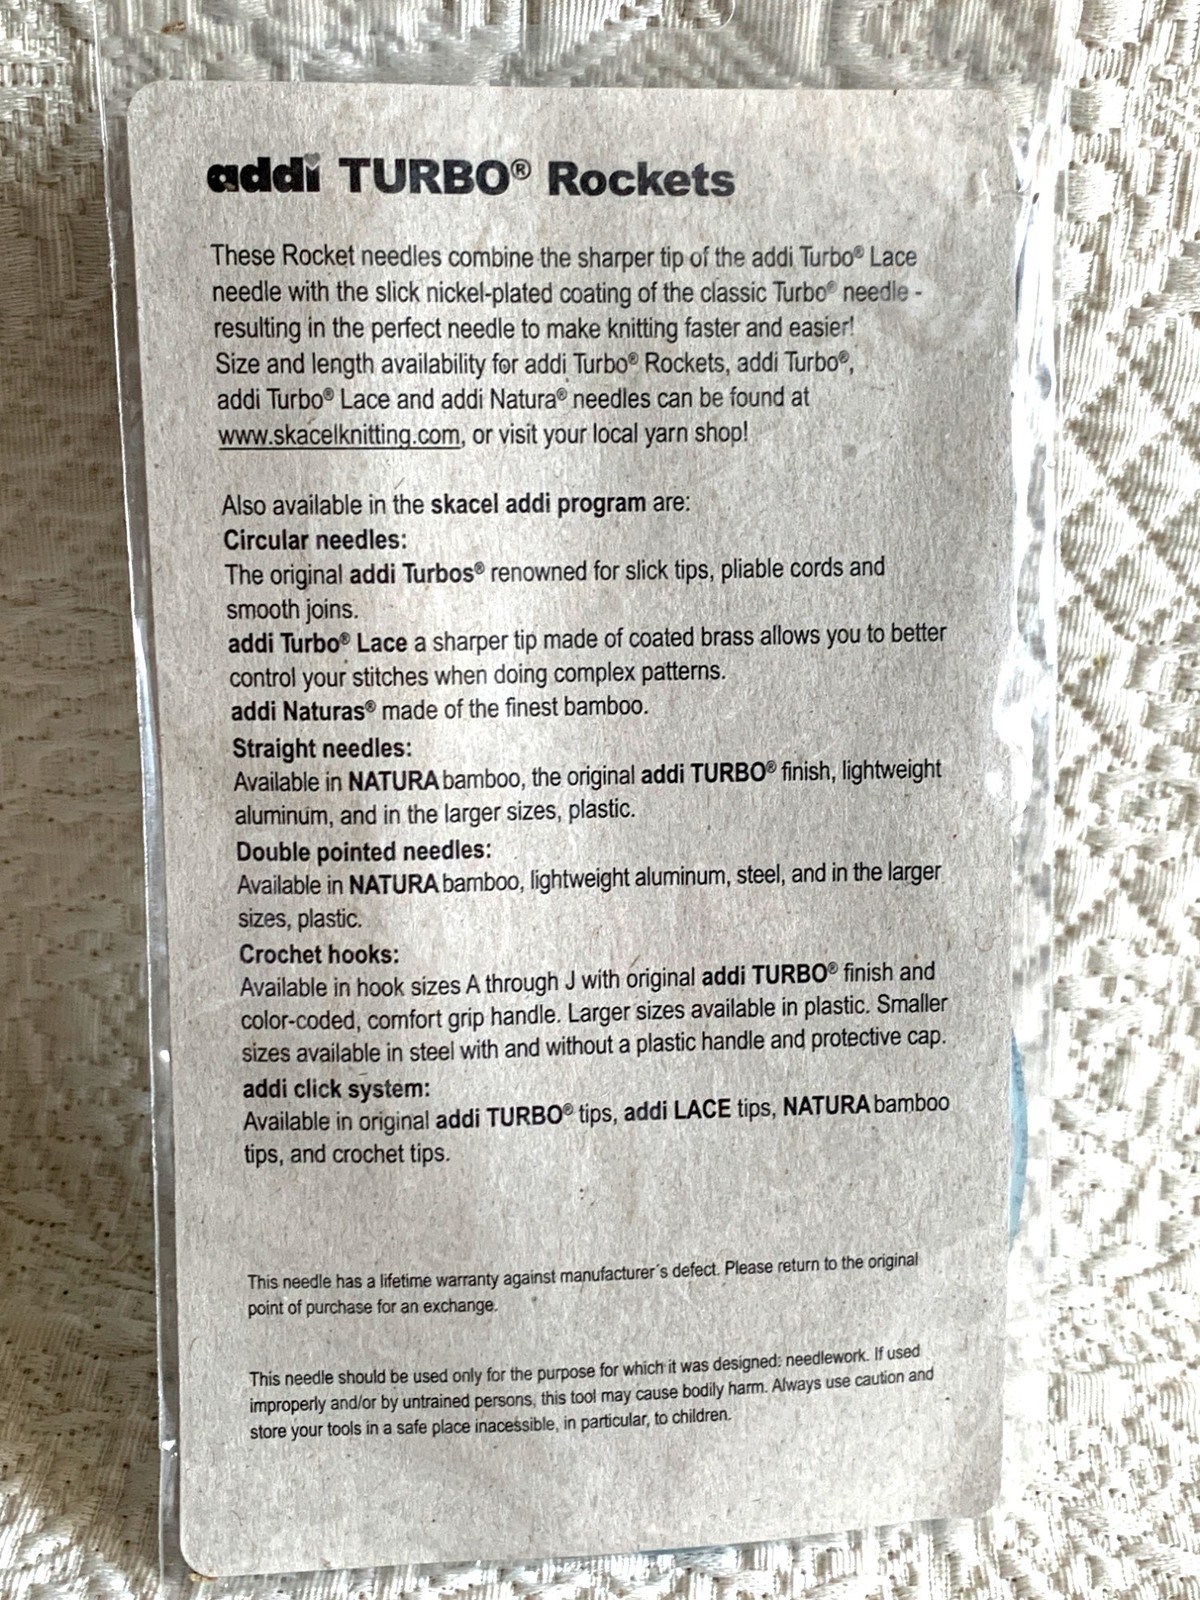 addi TURBO® Rockets
These Rocket needles combine the sharper tip of the addi Turbo® Lace
needle with the slick nickel-plated coating of the classic Turbo® needle -
resulting in the perfect needle to make knitting faster and easier!
Size and length availability for addi Turbo® Rockets, addi Turbo®,
addi Turbo® Lace and addi Natura® needles can be found at
www.skacelknitting.com, or visit your local yarn shop!
Also available in the skacel addi program are:
Circular needles:
The original addi Turbos® renowned for slick tips, pliable cords and
smooth joins.
addi Turbo® Lace a sharper tip made of coated brass allows you to better
control your stitches when doing complex patterns.
addi Naturas® made of the finest bamboo.
Straight needles:
Available in NATURA bamboo, the original addi TURBO® finish, lightweight
aluminum, and in the larger sizes, plastic.
Double pointed needles:
Available in NATURA bamboo, lightweight aluminum, steel, and in the larger
sizes, plastic.
Crochet hooks:
Available in hook sizes A through J with original addi TURBO® finish and
color-coded, comfort grip handle. Larger sizes available in plastic. Smaller
sizes available in steel with and without a plastic handle and protective cap.
addi click system:
Available in original addi TURBO® tips, addi LACE tips, NATURA bamboo
tips, and crochet tips.
This needle has a lifetime warranty against manufacturer´s defect. Please return to the original
point of purchase for an exchange.
This needle should be used only for the purpose for which it was designed: needlework. If used
improperly and/or by untrained persons, this tool may cause bodily harm. Always use caution and
store your tools in a safe place inacessible, in particular, to children.